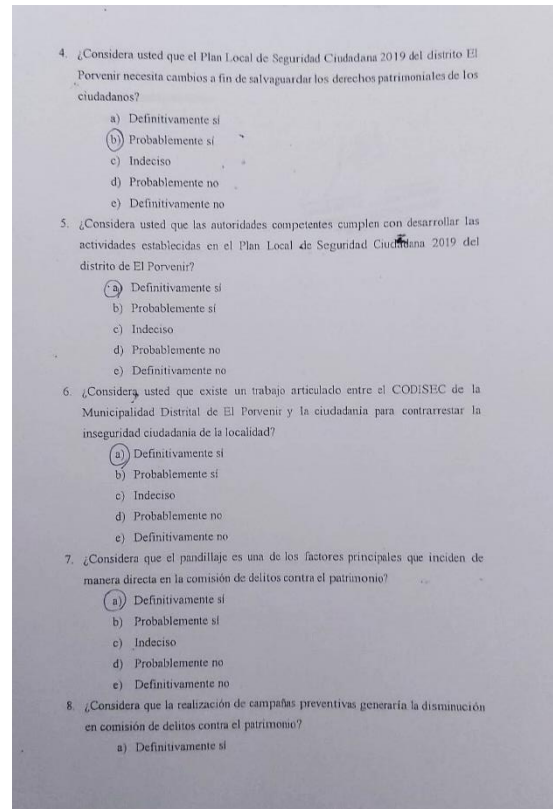 4. ¿Considera usted que el Plan Local de Seguridad Ciudadana 2019 del distrito El
Porvenir necesita cambios a fin de salvaguardar los derechos patrimoniales de los
ciudadanos?
a) Definitivamente sí
b) Probablemente sí
c) Indeciso
d) Probablemente no
e) Definitivamente no
5. ¿Considera usted que las autoridades competentes cumplen con desarrollar las
actividades establecidas en el Plan Local de Seguridad Ciudadana 2019 del
distrito de El Porvenir?
a) Definitivamente sí
b) Probablemente sí
c) Indeciso
d) Probablemente no
e) Definitivamente no
6. ¿Considera usted que existe un trabajo articulado entre el CODISEC de la
Municipalidad Distrital de El Porvenir y la ciudadanía para contrarrestar la
inseguridad ciudadanía de la localidad?
a) Definitivamente sí
b) Probablemente sí
c) Indeciso
d) Probablemente no
e) Definitivamente no
7. ¿Considera que el pandillaje es una de los factores principales que inciden de
manera directa en la comisión de delitos contra el patrimonio?
a) Definitivamente sí
b) Probablemente sí
c) Indeciso
d) Probablemente no
e) Definitivamente no
8. ¿Considera que la realización de campañas preventivas generaría la disminución
en comisión de delitos contra el patrimonio?
a) Definitivamente sí